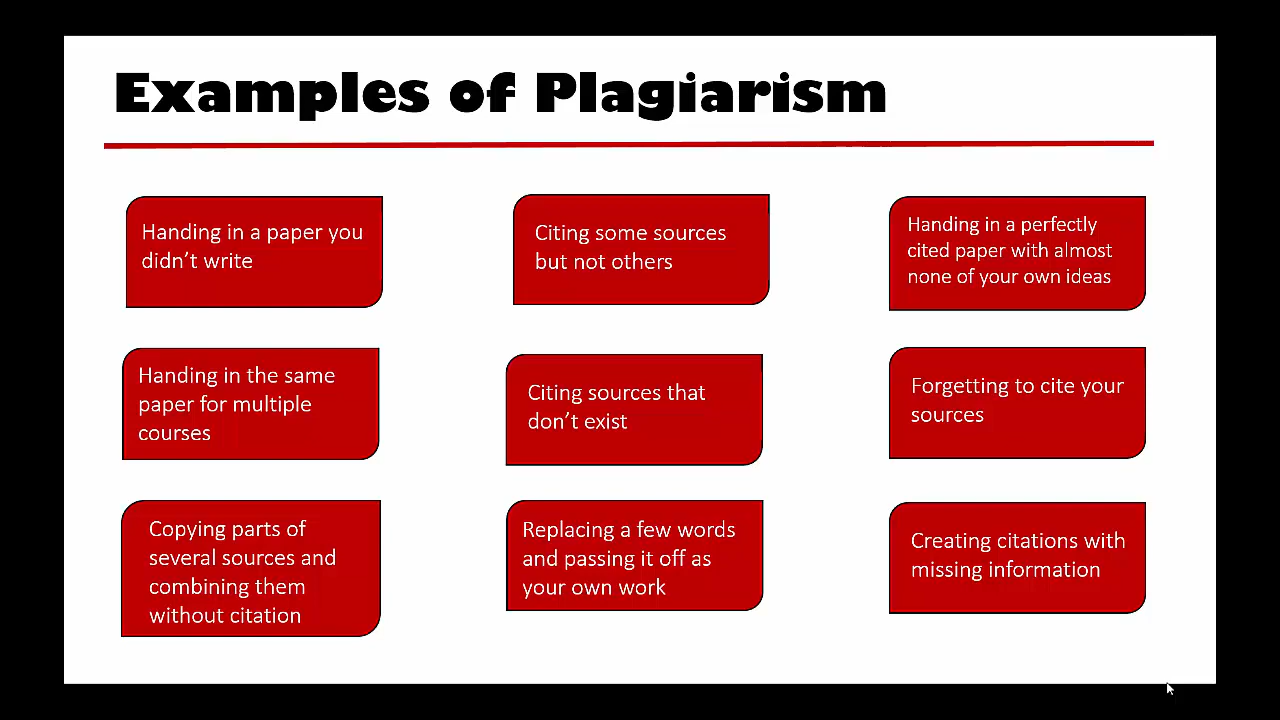 Examples of Plagiarism
Handing in a paper you
didn't write
Citing some sources
but not others
Handing in a perfectly
cited paper with almost
none of your own ideas
Handing in the same
paper for multiple
courses
Citing sources that
don't exist
Forgetting to cite your
sources
Copying parts of
several sources and
combining them
without citation
Replacing a few words
and passing it off as
your own work
Creating citations with
missing information